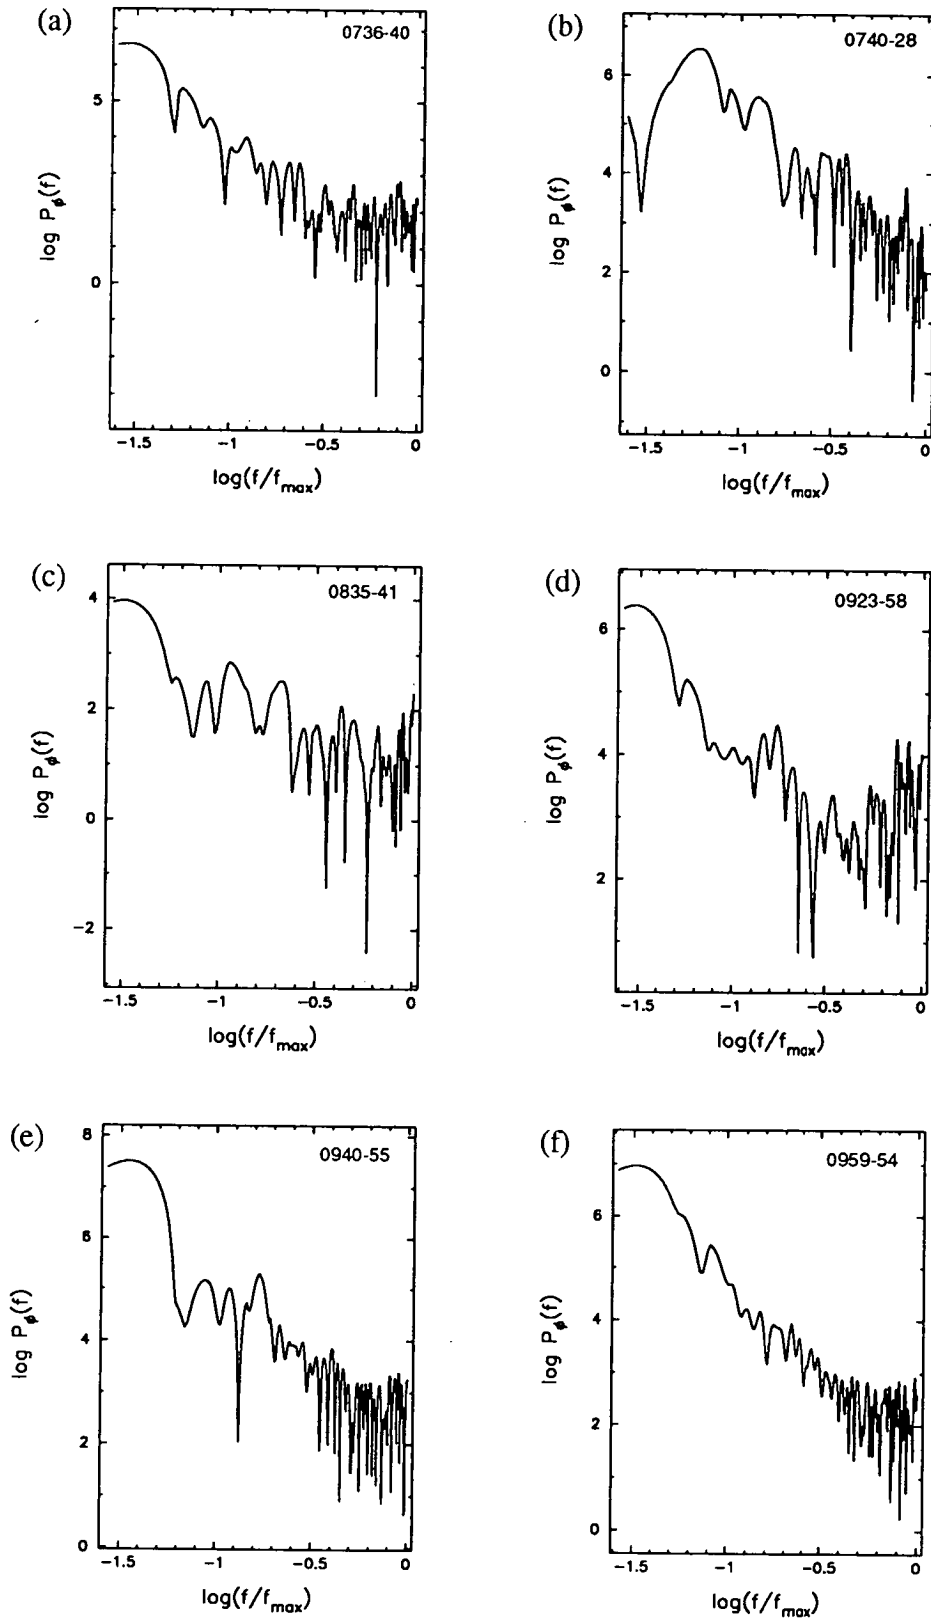 (a)
0736-40
5
0
−1.5 −1 −0.5 0
log P_ϕ(f)
log(f/f_max)
(b)
0740-28
6
4
2
0
−1.5 −1 −0.5 0
log P_ϕ(f)
log(f/f_max)
(c)
0835-41
4
2
0
−2
−1.5 −1 −0.5 0
log P_ϕ(f)
log(f/f_max)
(d)
0923-58
6
4
2
−1.5 −1 −0.5 0
log P_ϕ(f)
log(f/f_max)
(e)
0940-55
8
6
4
2
0
−1.5 −1 −0.5 0
log P_ϕ(f)
log(f/f_max)
(f)
0959-54
6
4
2
0
−1.5 −1 −0.5 0
log P_ϕ(f)
log(f/f_max)